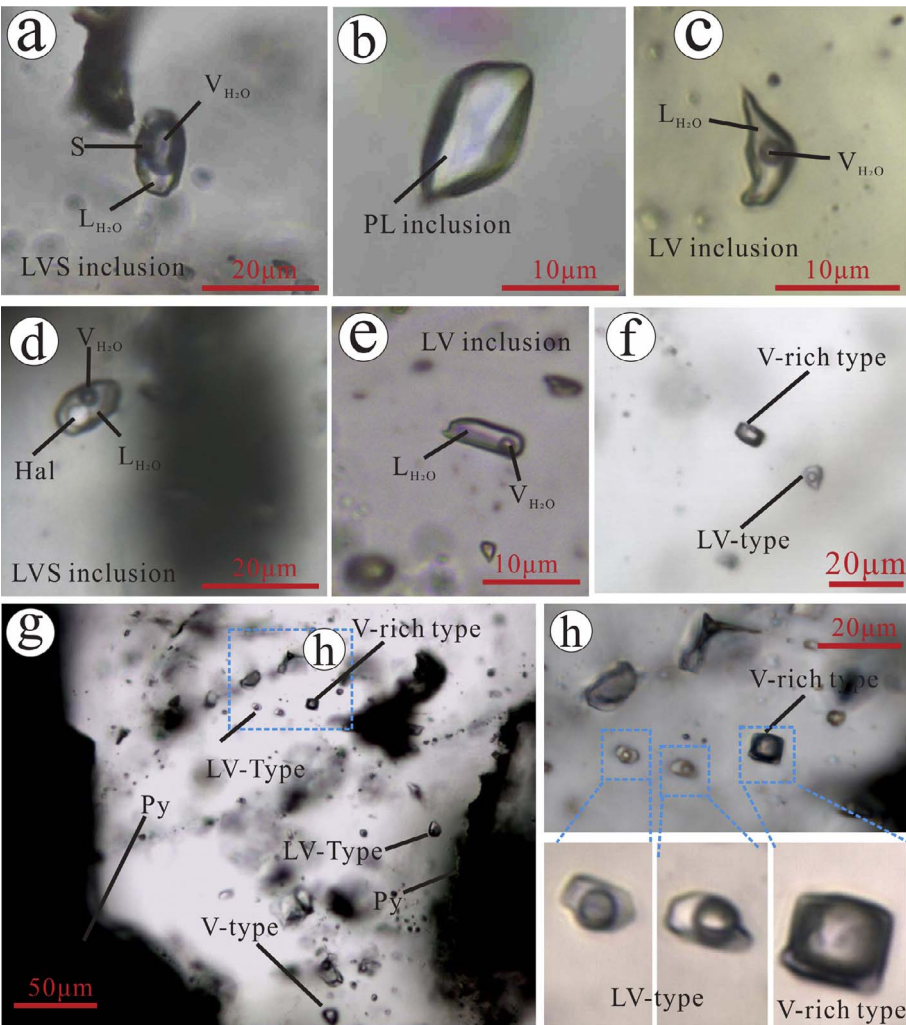 a
V H₂O
S
L H₂O
LVS inclusion
20μm
b
PL inclusion
10μm
c
L H₂O
V H₂O
LV inclusion
10μm
d
V H₂O
Hal
L H₂O
LVS inclusion
20μm
e
LV inclusion
L H₂O
V H₂O
10μm
f
V-rich type
LV-type
20μm
g
V-rich type
h
LV-Type
Py
LV-Type
Py
V-type
50μm
h
20μm
V-rich type
LV-type
V-rich type